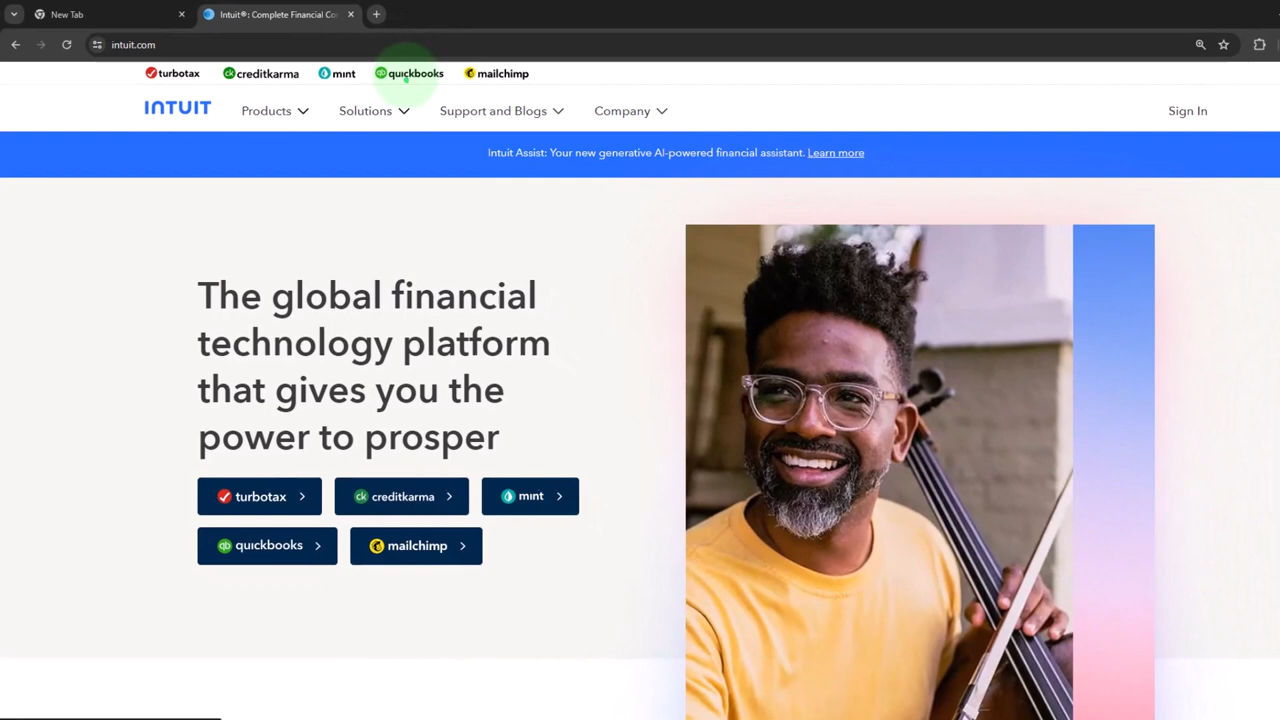 New Tab
Intuit®: Complete Financial Co
intuit.com
turbotax creditkarma mint quickbooks mailchimp
INTUIT Products Solutions Support and Blogs Company Sign In
Intuit Assist: Your new generative AI-powered financial assistant. Learn more
The global financial
technology platform
that gives you the
power to prosper
turbotax ck creditkarma mint
qb quickbooks mailchimp